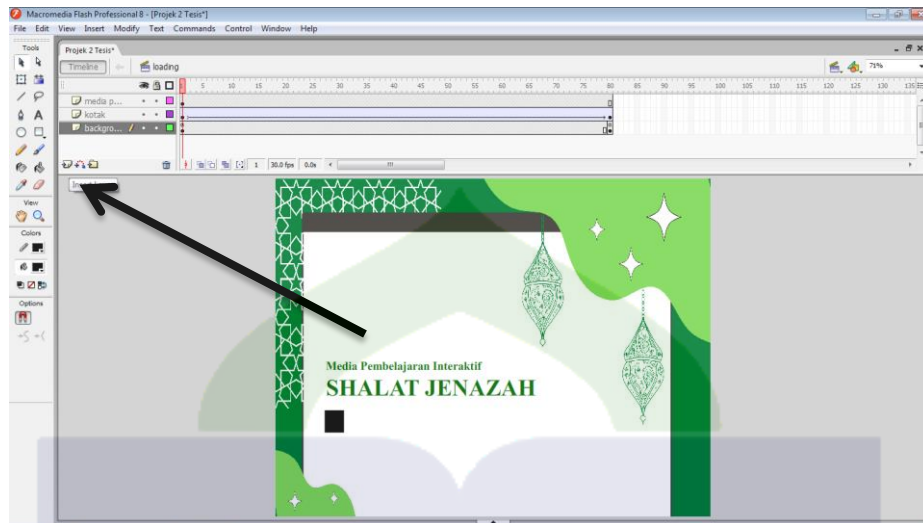 Macromedia Flash Professional 8 - [Projek 2 Tesis*]
File Edit View Insert Modify Text Commands Control Window Help
Tools
Projek 2 Tesis*
Timeline
loading
71%
5 10 15 20 25 30 35 40 45 50 55 60 65 70 75 80 85 90 95 100 105 110 115 120 125 130 135
media p...
kotak
backgro...
1 30.0 fps 0.0s
View
Colors
Options
Media Pembelajaran Interaktif
SHALAT JENAZAH